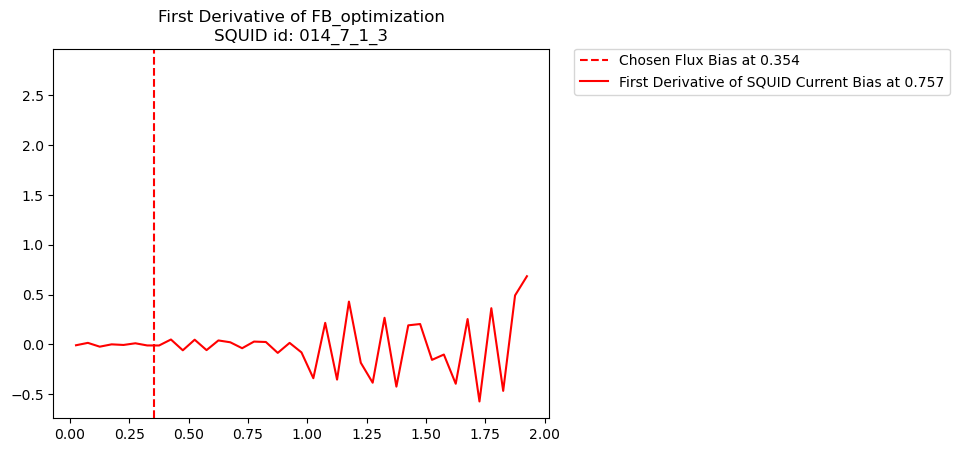 First Derivative of FB_optimization
SQUID id: 014_7_1_3
Chosen Flux Bias at 0.354
First Derivative of SQUID Current Bias at 0.757
2.5
2.0
1.5
1.0
0.5
0.0
−0.5
0.00 0.25 0.50 0.75 1.00 1.25 1.50 1.75 2.00